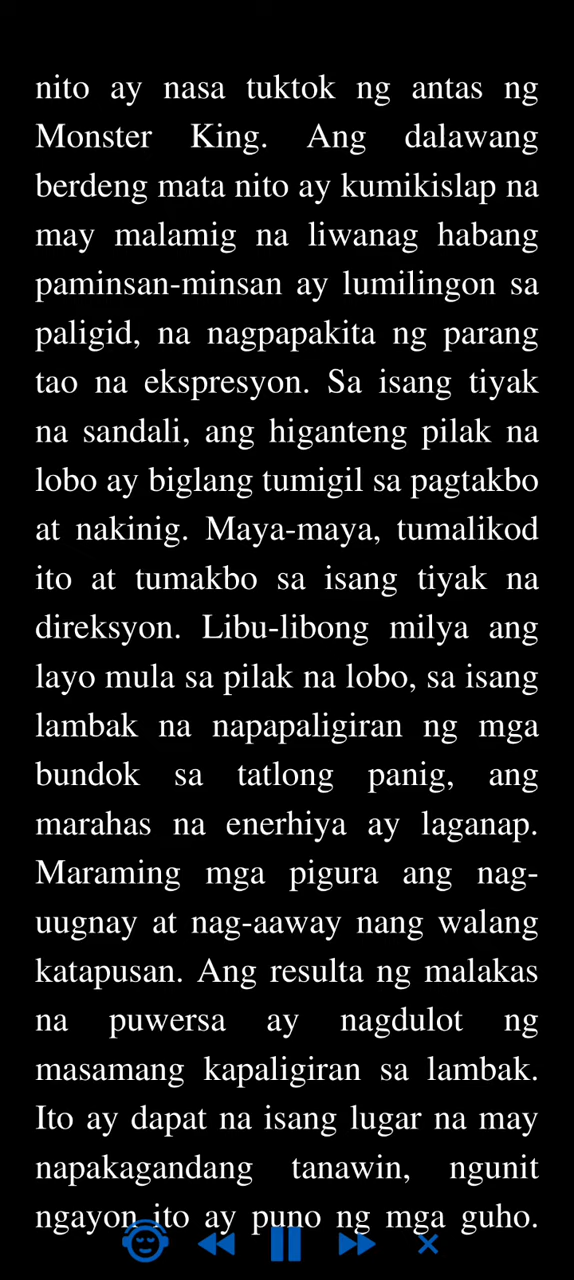 nito ay nasa tuktok ng antas ng
Monster King. Ang dalawang
berdeng mata nito ay kumikislap na
may malamig na liwanag habang
paminsan-minsan ay lumilingon sa
paligid, na nagpapakita ng parang
tao na ekspresyon. Sa isang tiyak
na sandali, ang higanteng pilak na
lobo ay biglang tumigil sa pagtakbo
at nakinig. Maya-maya, tumalikod
ito at tumakbo sa isang tiyak na
direksyon. Libu-libong milya ang
layo mula sa pilak na lobo, sa isang
lambak na napapaligiran ng mga
bundok sa tatlong panig, ang
marahas na enerhiya ay laganap.
Maraming mga pigura ang nag-
uugnay at nag-aaway nang walang
katapusan. Ang resulta ng malakas
na puwersa ay nagdulot ng
masamang kapaligiran sa lambak.
Ito ay dapat na isang lugar na may
napakagandang tanawin, ngunit
ngayon ito ay puno ng mga guho.